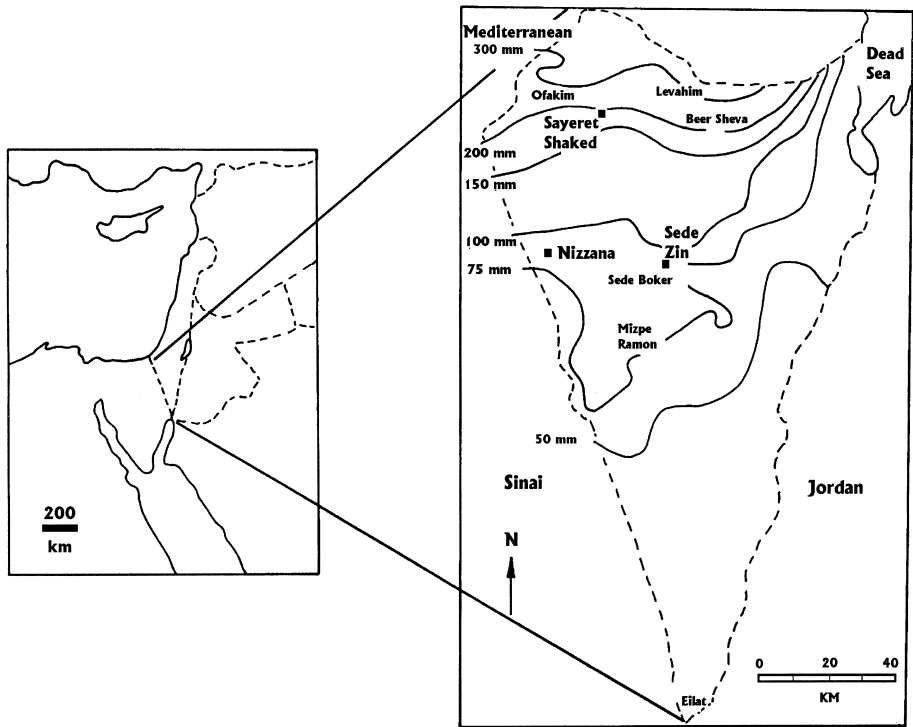 Mediterranean
300 mm
Dead
Sea
Ofakim
Levahim
Beer Sheva
Sayeret
Shaked
200 mm
150 mm
100 mm
Sede
Zin
Nizzana
75 mm
Sede Boker
Mizpe
Ramon
50 mm
Sinai
Jordan
N
200
km
0 20 40
KM
Eilat